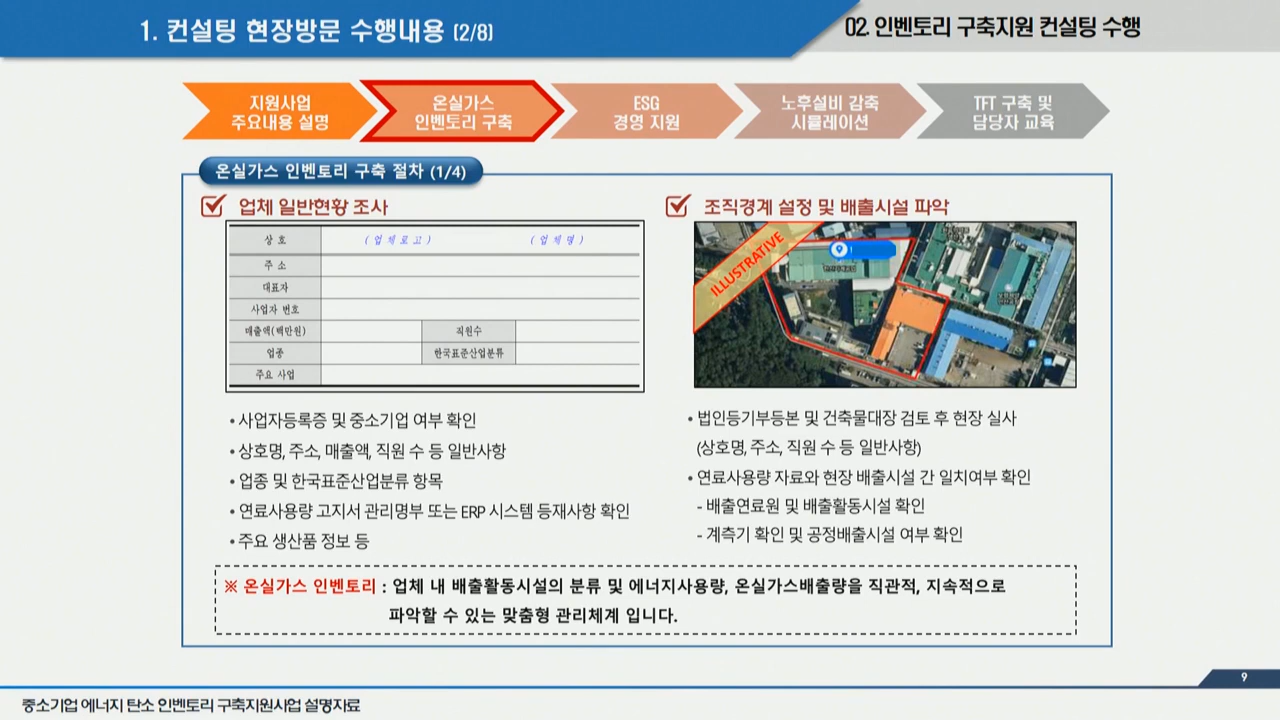 1. 컨설팅 현장방문 수행내용 (2/8)
02. 인벤토리 구축지원 컨설팅 수행
지원사업
주요내용 설명
온실가스
인벤토리 구축
ESG
경영 지원
노후설비 감축
시뮬레이션
TFT 구축 및
담당자 교육
온실가스 인벤토리 구축 절차 (1/4)
업체 일반현황 조사
상 호 (업체로고) (업체명)
주 소
대표자
사업자 번호
매출액(백만원) 직원수
업종 한국표준산업분류
주요 사업
• 사업자등록증 및 중소기업 여부 확인
• 상호명, 주소, 매출액, 직원 수 등 일반사항
• 업종 및 한국표준산업분류 항목
• 연료사용량 고지서 관리명부 또는 ERP 시스템 등재사항 확인
• 주요 생산품 정보 등
조직경계 설정 및 배출시설 파악
ILLUSTRATIVE
• 법인등기부등본 및 건축물대장 검토 후 현장 실사
(상호명, 주소, 직원 수 등 일반사항)
• 연료사용량 자료와 현장 배출시설 간 일치여부 확인
- 배출연료원 및 배출활동시설 확인
- 계측기 확인 및 공정배출시설 여부 확인
※ 온실가스 인벤토리 : 업체 내 배출활동시설의 분류 및 에너지사용량, 온실가스배출량을 직관적, 지속적으로
파악할 수 있는 맞춤형 관리체계 입니다.
9
중소기업 에너지 탄소 인벤토리 구축지원사업 설명자료